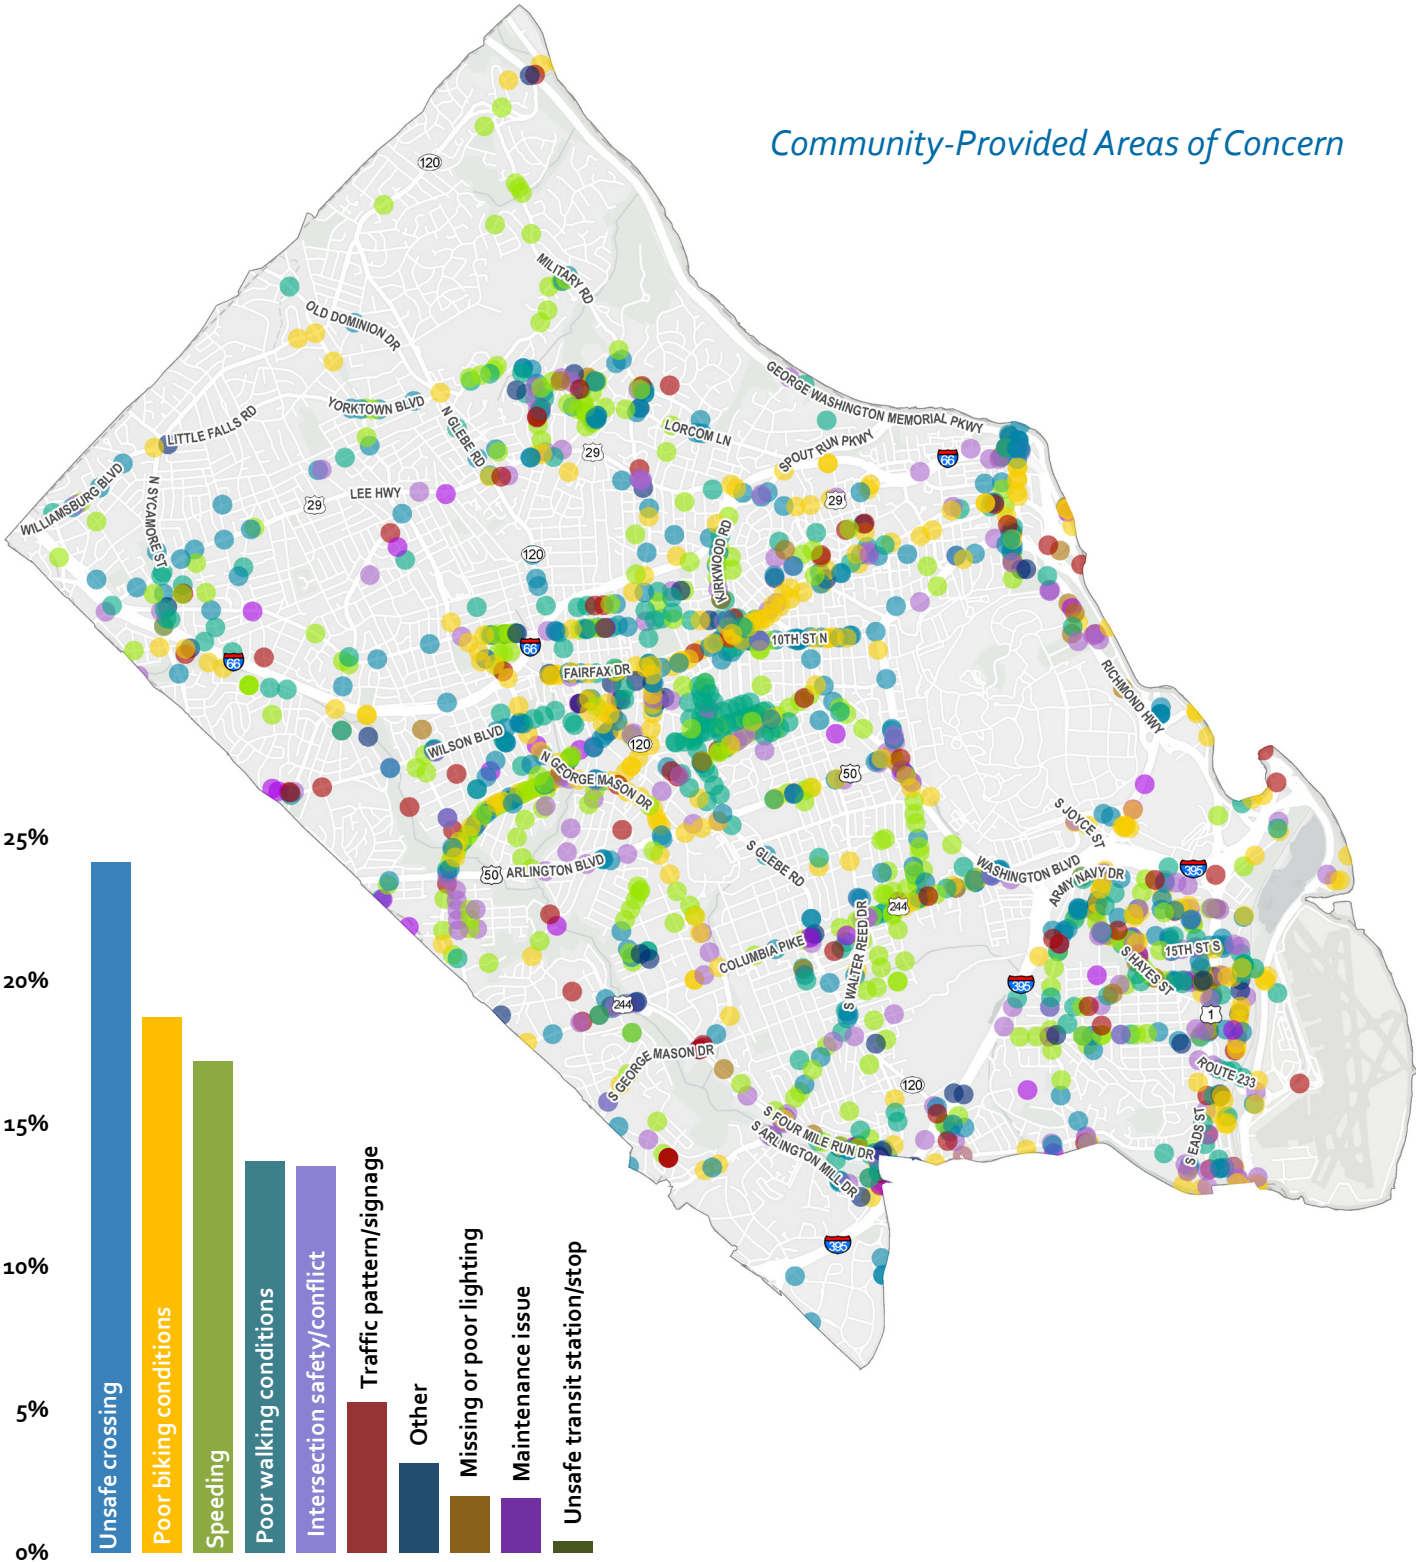 Community-Provided Areas of Concern
120
MILITARY RD
OLD DOMINION DR
GEORGE WASHINGTON MEMORIAL PKWY
YORKTOWN BLVD
LITTLE FALLS RD
N GLEBE RD
LORCOM LN
SPOUT RUN PKWY
66
29
WILLIAMSBURG BLVD
N SYCAMORE ST
LEE HWY
29
29
120
KIRKWOOD RD
66
66
10TH ST N
FAIRFAX DR
RICHMOND HWY
WILSON BLVD
120
N GEORGE MASON DR
50
S JOYCE ST
50
ARLINGTON BLVD
S GLEBE RD
WASHINGTON BLVD
ARMY NAVY DR
395
244
COLUMBIA PIKE
S WALTER REED DR
15TH ST S
S HAYES ST
395
244
1
S GEORGE MASON DR
ROUTE 233
120
S FOUR MILE RUN DR
S ARLINGTON MILL DR
S EADS ST
395
25%
20%
15%
10%
5%
0%
Unsafe crossing
Poor biking conditions
Speeding
Poor walking conditions
Intersection safety/conflict
Traffic pattern/signage
Other
Missing or poor lighting
Maintenance issue
Unsafe transit station/stop